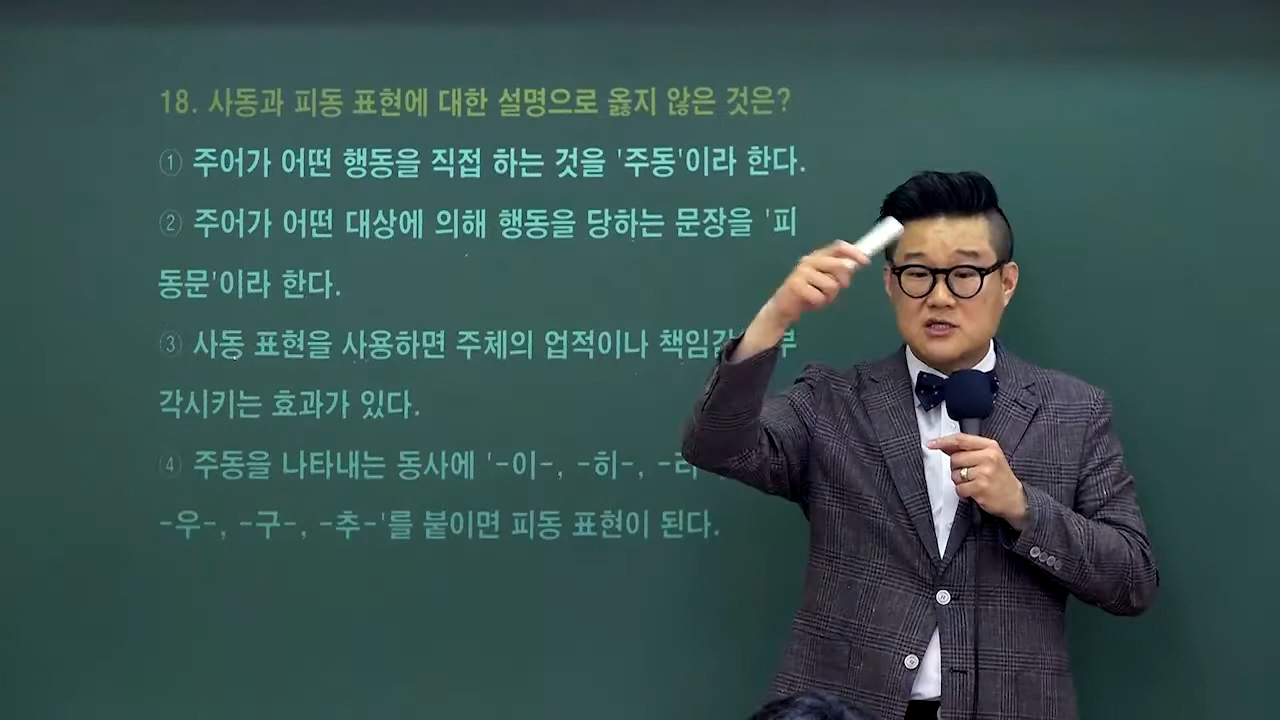 18. 사동과 피동 표현에 대한 설명으로 옳지 않은 것은?
① 주어가 어떤 행동을 직접 하는 것을 '주동'이라 한다.
② 주어가 어떤 대상에 의해 행동을 당하는 문장을 '피
동문'이라 한다.
③ 사동 표현을 사용하면 주체의 업적이나
각시키는 효과가 있다.
④ 주동을 나타내는 동사에 '-이-, -히-,
-우-, -구-, -추-'를 붙이면 피동 표현이 된다.